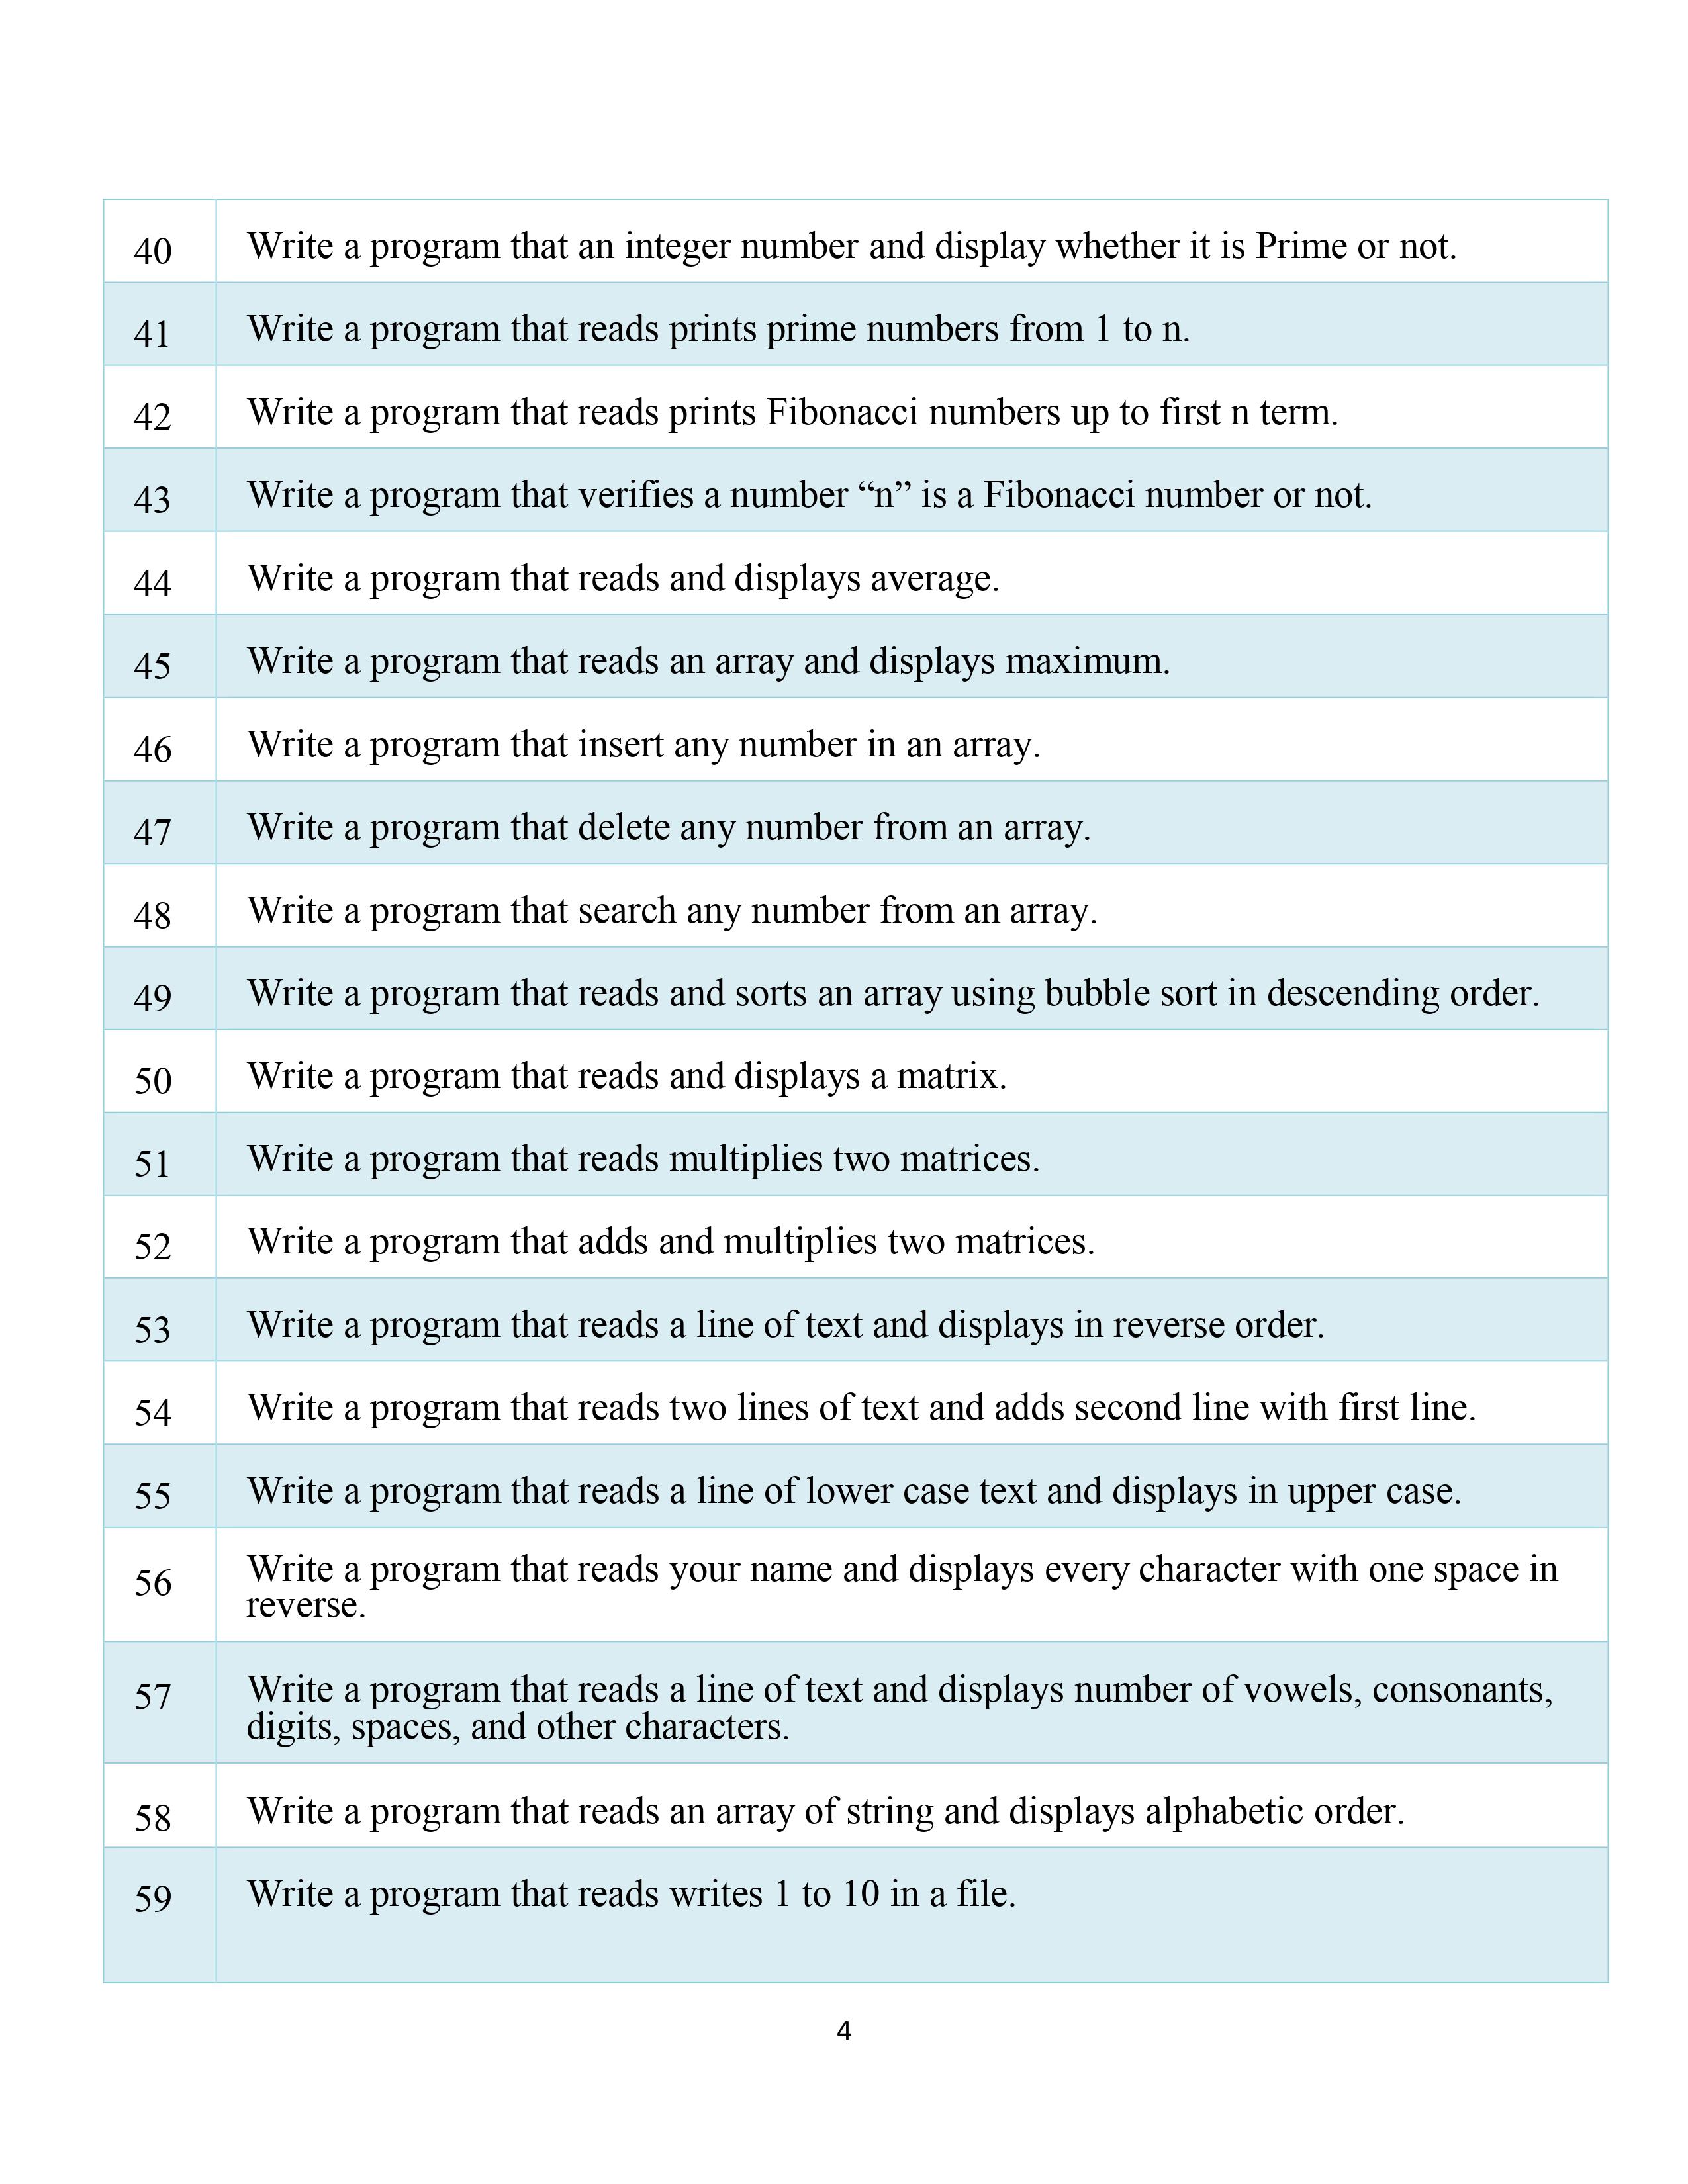 40 Write a program that an integer number and display whether it is Prime or not.
41 Write a program that reads prints prime numbers from 1 to n.
42 Write a program that reads prints Fibonacci numbers up to first n term.
43 Write a program that verifies a number “n” is a Fibonacci number or not.
44 Write a program that reads and displays average.
45 Write a program that reads an array and displays maximum.
46 Write a program that insert any number in an array.
47 Write a program that delete any number from an array.
48 Write a program that search any number from an array.
49 Write a program that reads and sorts an array using bubble sort in descending order.
50 Write a program that reads and displays a matrix.
51 Write a program that reads multiplies two matrices.
52 Write a program that adds and multiplies two matrices.
53 Write a program that reads a line of text and displays in reverse order.
54 Write a program that reads two lines of text and adds second line with first line.
55 Write a program that reads a line of lower case text and displays in upper case.
56 Write a program that reads your name and displays every character with one space in
reverse.
57 Write a program that reads a line of text and displays number of vowels, consonants,
digits, spaces, and other characters.
58 Write a program that reads an array of string and displays alphabetic order.
59 Write a program that reads writes 1 to 10 in a file.
4